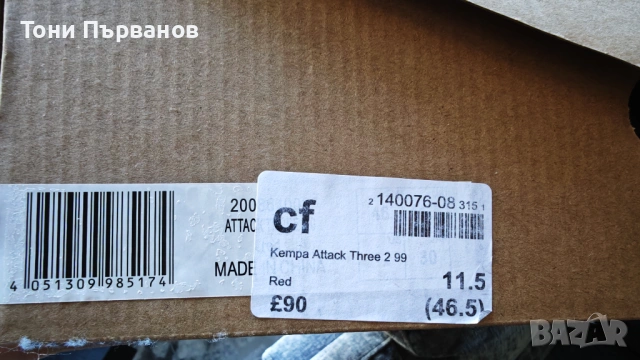 Тони Първанов
200
ATTAC
MADE
4 051309 985174
cf
2 140076-08 315 1
Kempa Attack Three 2 99
Red
11.5
£90
(46.5)
BAZAR